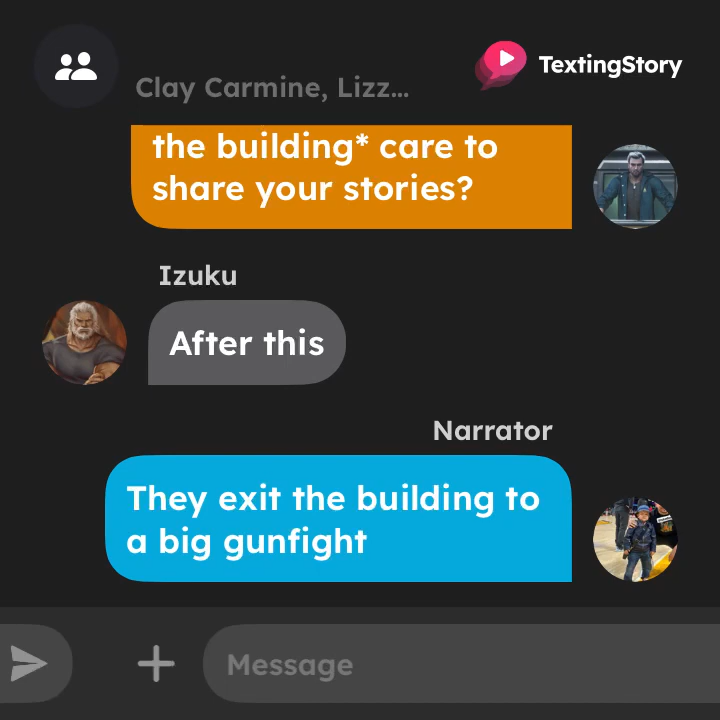 Clay Carmine, Lizz...
TextingStory
the building* care to
share your stories?
Izuku
After this
Narrator
They exit the building to
a big gunfight
Message